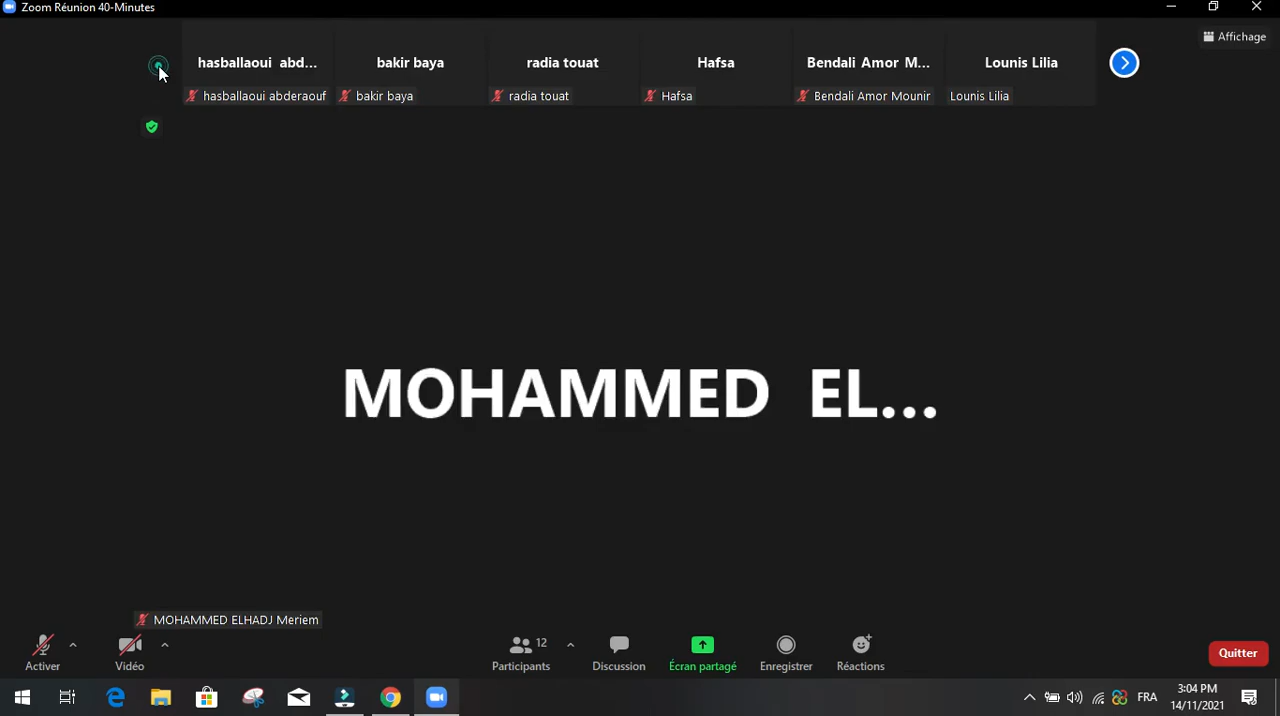 Zoom Réunion 40-Minutes
Affichage
hasballaoui abd...
bakir baya
radia touat
Hafsa
Bendali Amor M...
Lounis Lilia
hasballaoui abderaouf
bakir baya
radia touat
Hafsa
Bendali Amor Mounir
Lounis Lilia
MOHAMMED EL...
MOHAMMED ELHADJ Meriem
Activer
Vidéo
12
Participants
Discussion
Écran partagé
Enregistrer
Réactions
Quitter
FRA
3:04 PM
14/11/2021